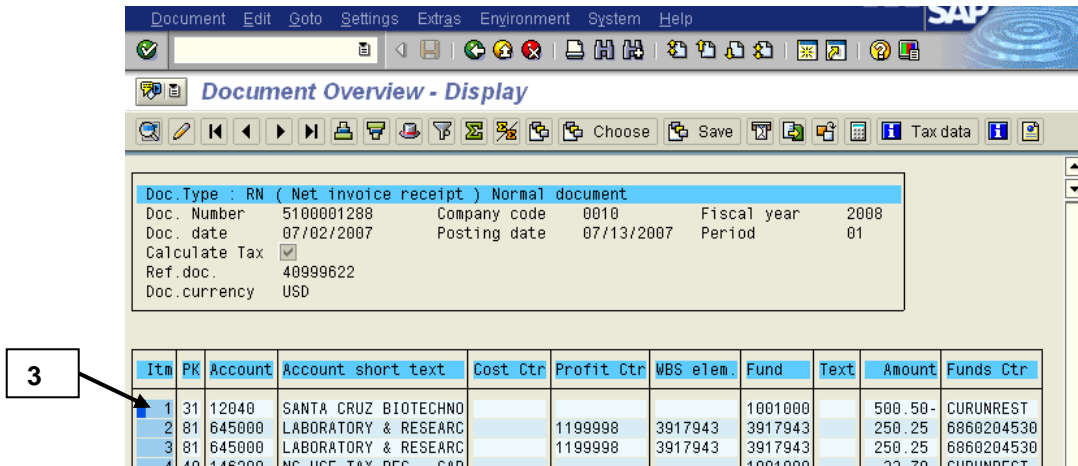 Document Edit Goto Settings Extras Environment System Help
SAP
Document Overview - Display
Choose Save Tax data
Doc.Type : RN ( Net invoice receipt ) Normal document
Doc. Number 5100001288 Company code 0010 Fiscal year 2008
Doc. date 07/02/2007 Posting date 07/13/2007 Period 01
Calculate Tax
Ref.doc. 40999622
Doc.currency USD
3
Itm PK Account Account short text Cost Ctr Profit Ctr WBS elem. Fund Text Amount Funds Ctr
1 31 12040 SANTA CRUZ BIOTECHNO 1001000 500.50- CURUNREST
2 81 645000 LABORATORY & RESEARC 1199998 3917943 3917943 250.25 6860204530
3 81 645000 LABORATORY & RESEARC 1199998 3917943 3917943 250.25 6860204530